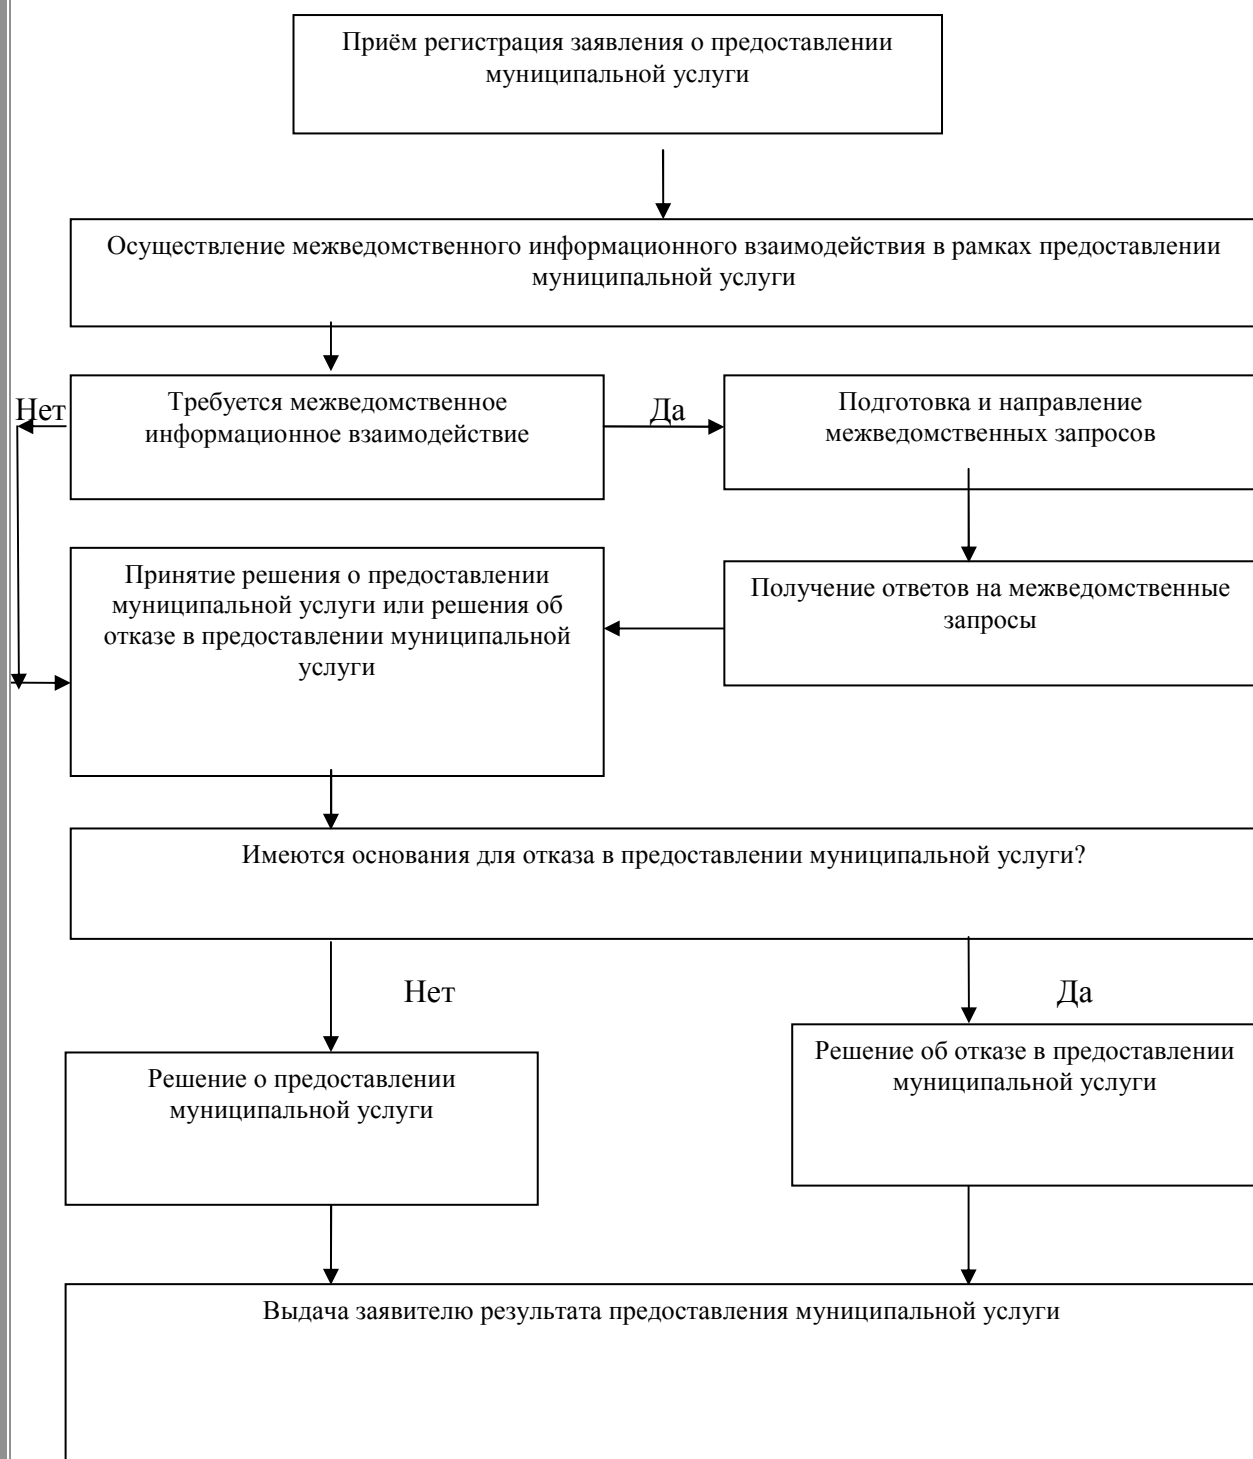 Приём регистрация заявления о предоставлении
муниципальной услуги
Осуществление межведомственного информационного взаимодействия в рамках предоставлении
муниципальной услуги
Нет
Требуется межведомственное
информационное взаимодействие
Да
Подготовка и направление
межведомственных запросов
Принятие решения о предоставлении
муниципальной услуги или решения об
отказе в предоставлении муниципальной
услуги
Получение ответов на межведомственные
запросы
Имеются основания для отказа в предоставлении муниципальной услуги?
Нет
Да
Решение о предоставлении
муниципальной услуги
Решение об отказе в предоставлении
муниципальной услуги
Выдача заявителю результата предоставления муниципальной услуги